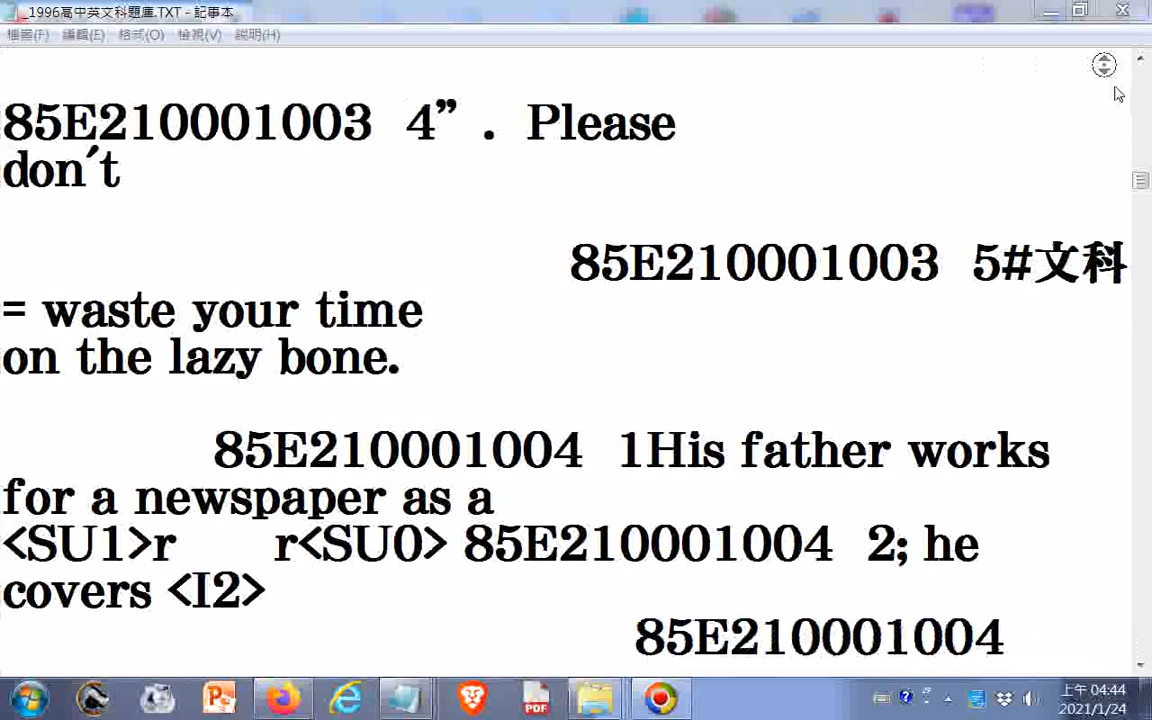 _1996高中英文科題庫.TXT - 記事本
檔案(F) 編輯(E) 格式(O) 檢視(V) 說明(H)
85E210001003 4” . Please
don′t
85E210001003 5#文科
= waste your time
on the lazy bone.
85E210001004 1His father works
for a newspaper as a
<SU1>r r<SU0> 85E210001004 2; he
covers <I2>
85E210001004
上午 04:44
2021/1/24